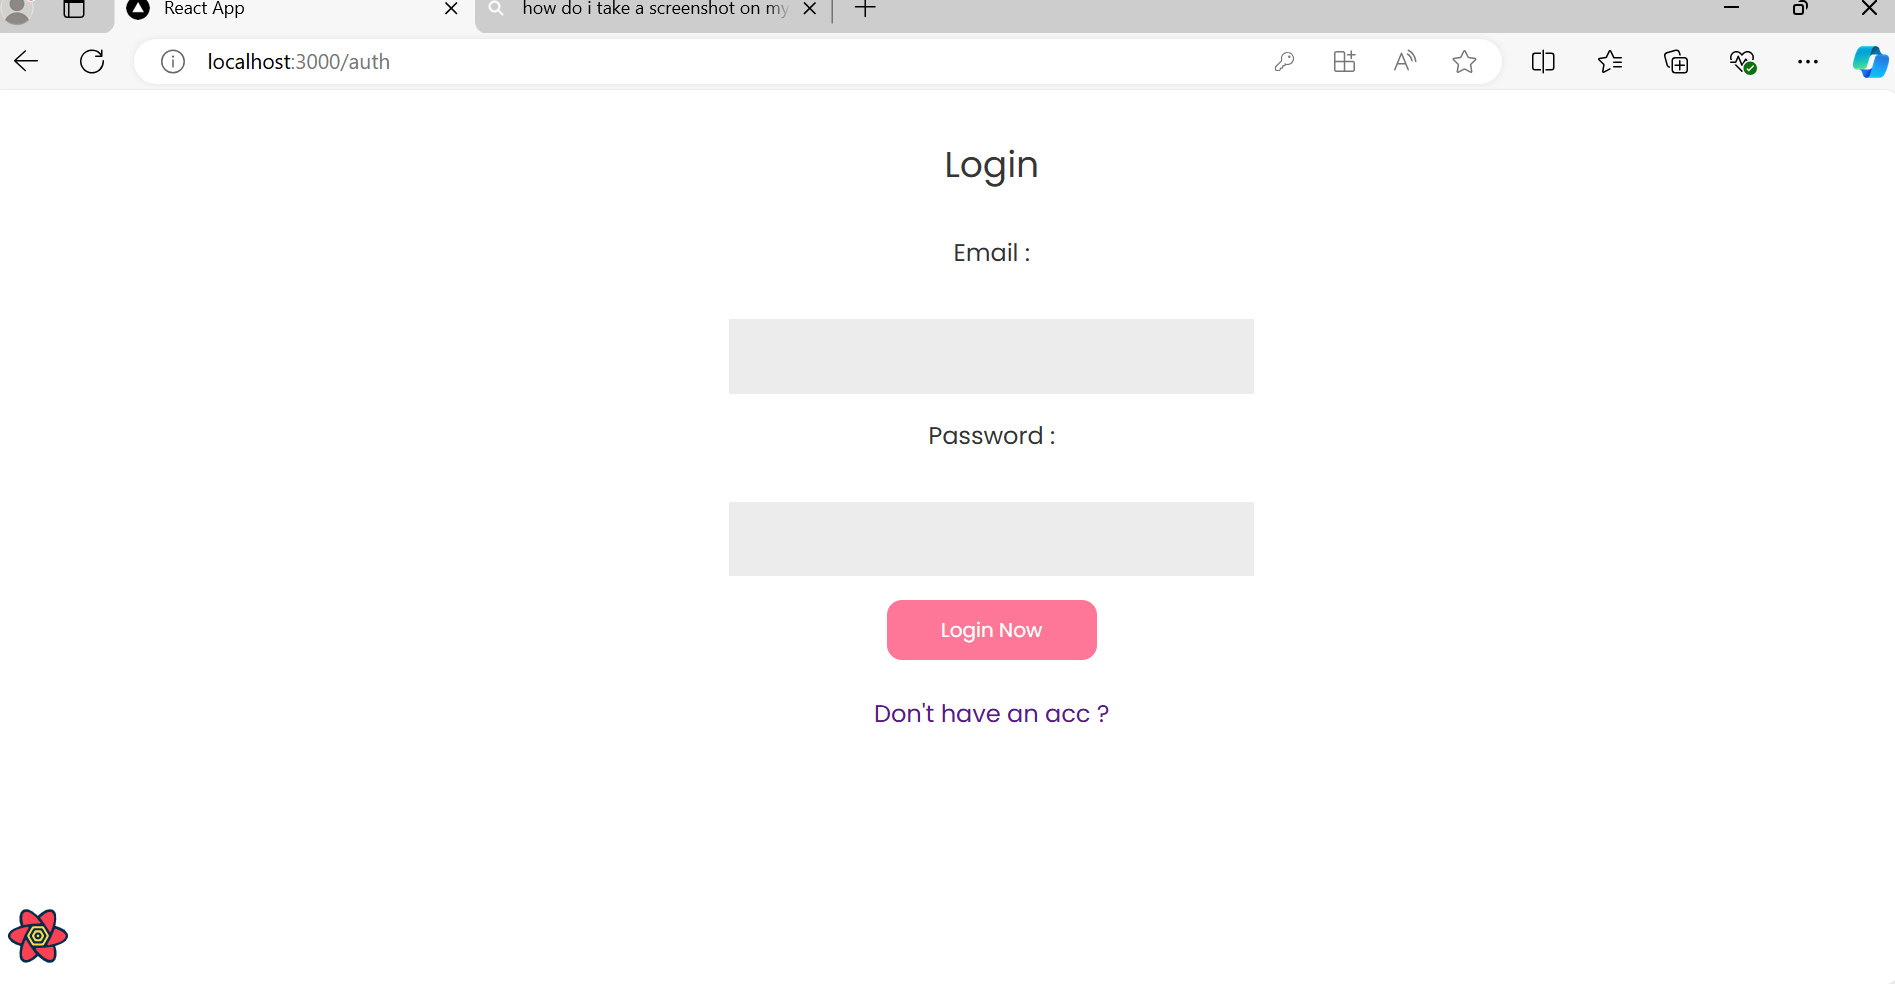 React App
how do i take a screenshot on my
localhost:3000/auth
Login
Email :
Password :
Login Now
Don't have an acc ?